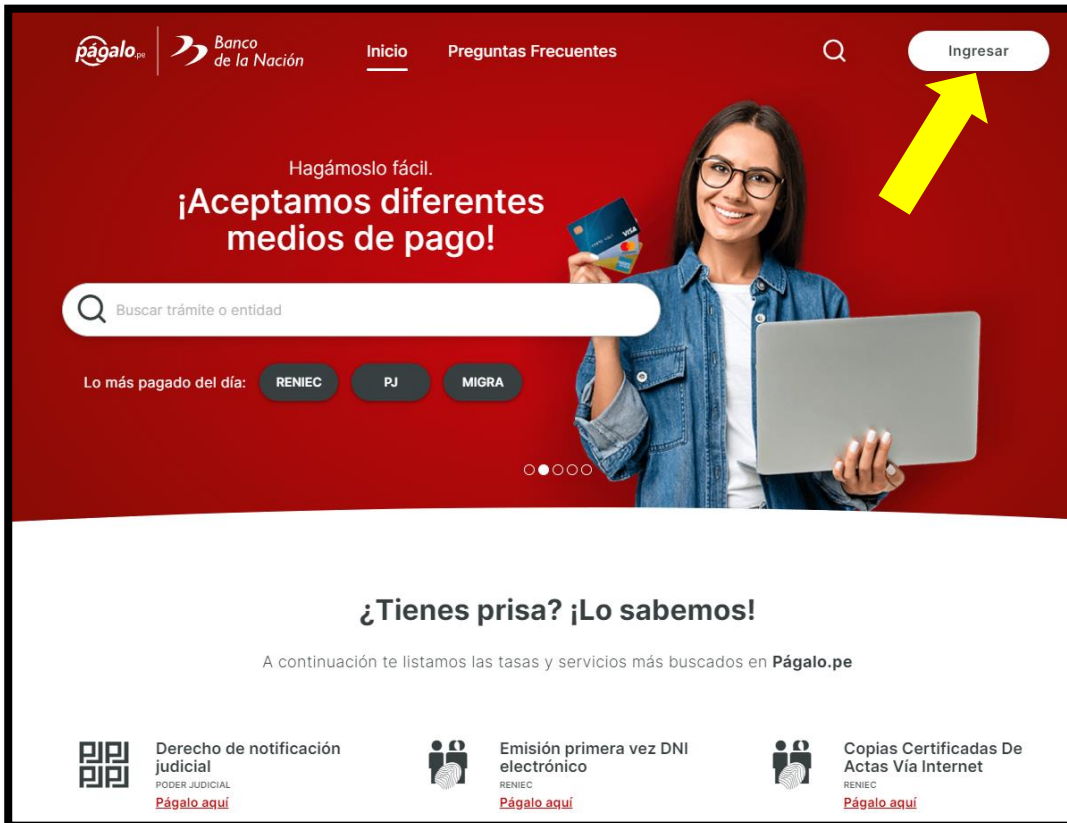 págalo.pe
Banco
de la Nación
Inicio
Preguntas Frecuentes
Ingresar
Hagámoslo fácil.
¡Aceptamos diferentes
medios de pago!
VISA
Buscar trámite o entidad
Lo más pagado del día:
RENIEC
PJ
MIGRA
¿Tienes prisa? ¡Lo sabemos!
A continuación te listamos las tasas y servicios más buscados en Págalo.pe
Derecho de notificación
judicial
PODER JUDICIAL
Págalo aquí
Emisión primera vez DNI
electrónico
RENIEC
Págalo aquí
Copias Certificadas De
Actas Vía Internet
RENIEC
Págalo aquí